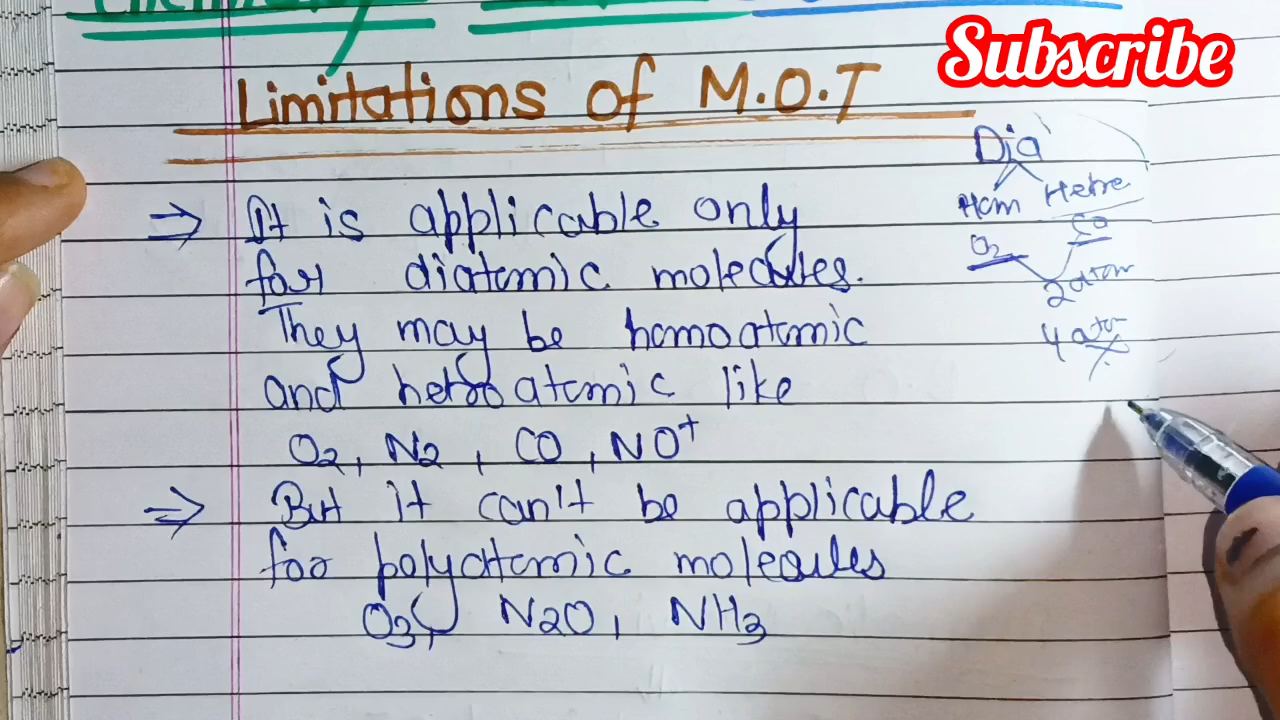 Subscribe
Limitations of M.O.T
Dia
Hom Hetre
O2 CO
2 atom
4 atom
⇒ It is applicable only
for diatomic molecules.
They may be homoatomic
and hetroatomic like
O2, N2, CO, NO+
⇒ But it can't be applicable
for polyatomic molecules
O3, N2O, NH3